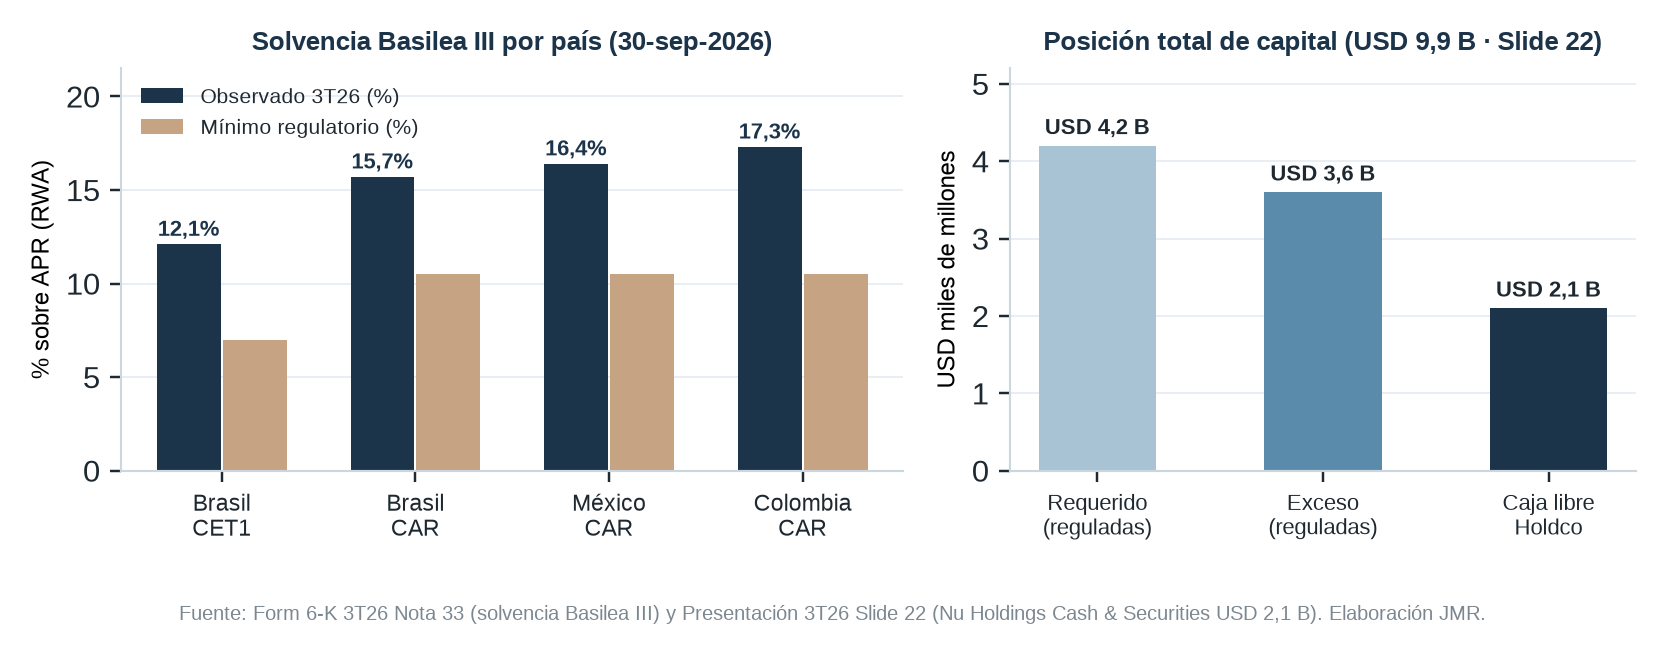 Solvencia Basilea III por país (30-sep-2026)
% sobre APR (RWA)
20
15
10
5
0
Observado 3T26 (%)
Mínimo regulatorio (%)
12,1%
15,7%
16,4%
17,3%
Brasil
CET1
Brasil
CAR
México
CAR
Colombia
CAR
Posición total de capital (USD 9,9 B · Slide 22)
USD miles de millones
5
4
3
2
1
0
USD 4,2 B
USD 3,6 B
USD 2,1 B
Requerido
(reguladas)
Exceso
(reguladas)
Caja libre
Holdco
Fuente: Form 6-K 3T26 Nota 33 (solvencia Basilea III) y Presentación 3T26 Slide 22 (Nu Holdings Cash & Securities USD 2,1 B). Elaboración JMR.